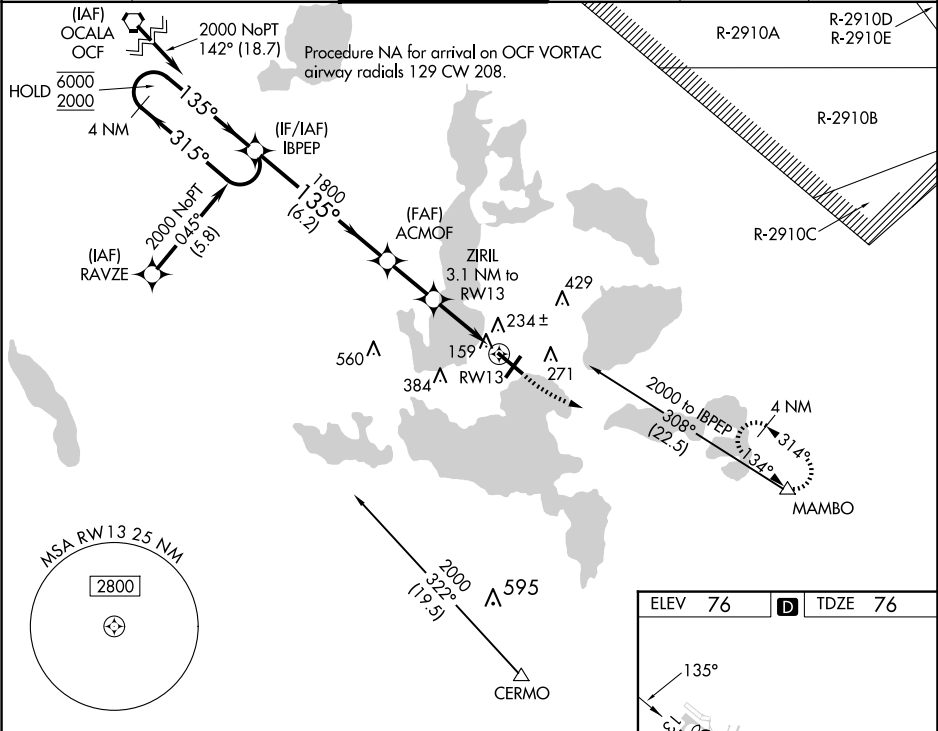 (IAF)
OCALA
OCF
2000 NoPT
142° (18.7)
Procedure NA for arrival on OCF VORTAC
airway radials 129 CW 208.
R-2910A
R-2910D
R-2910E
R-2910B
R-2910C
HOLD 6000
2000
4 NM
135°
315°
(IF/IAF)
IBPEP
2000 NoPT
045°
(5.8)
(IAF)
RAVZE
1800
135°
(6.2)
(FAF)
ACMOF
ZIRIL
3.1 NM to
RW13
429
234 ±
159
560
384
RW13
271
2000 to IBPEP
308°
(22.5)
4 NM
314°
134°
MAMBO
MSA RW13 25 NM
2800
2000
322°
(19.5)
595
CERMO
ELEV 76
D
TDZE 76
135°